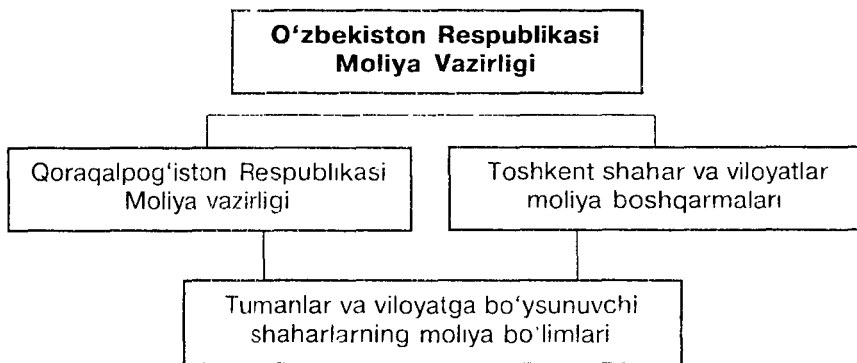 O‘zbekiston Respublikasi
Moliya Vazirligi
Qoraqalpog‘iston Respublikasi
Moliya vazirligi
Toshkent shahar va viloyatlar
moliya boshqarmalari
Tumanlar va viloyatga bo‘ysunuvchi
shaharlarning moliya bo‘limlari